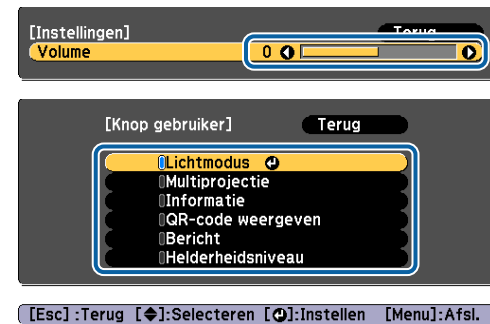 [Instellingen] Terug
Volume 0
[Knop gebruiker] Terug
Lichtmodus
Multiprojectie
Informatie
QR-code weergeven
Bericht
Helderheidsniveau
[Esc] :Terug [◆]:Selecteren [⏎]:Instellen [Menu]:Afsl.